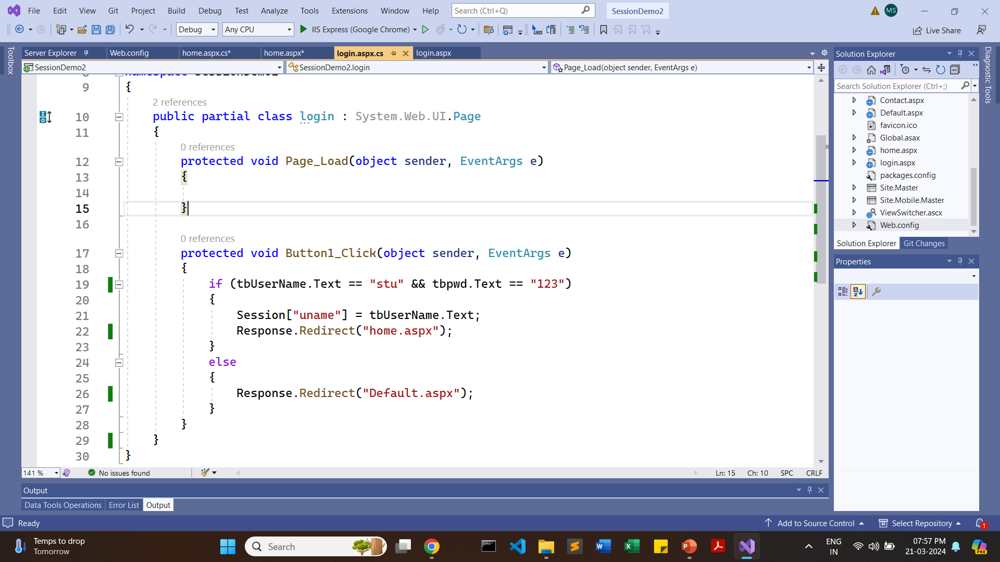 File Edit View Git Project Build Debug Test Analyze Tools Extensions Window Help Search (Ctrl+Q) SessionDemo2 MS
Debug Any CPU IIS Express (Google Chrome) Live Share
Toolbox
Server Explorer Web.config home.aspx.cs* home.aspx* login.aspx.cs login.aspx
SessionDemo2 SessionDemo2.login Page_Load(object sender, EventArgs e)
8 namespace SessionDemo2
9 {
2 references
10 public partial class login : System.Web.UI.Page
11 {
0 references
12 protected void Page_Load(object sender, EventArgs e)
13 {
14
15 }
16
0 references
17 protected void Button1_Click(object sender, EventArgs e)
18 {
19 if (tbUserName.Text == "stu" && tbpwd.Text == "123")
20 {
21 Session["uname"] = tbUserName.Text;
22 Response.Redirect("home.aspx");
23 }
24 else
25 {
26 Response.Redirect("Default.aspx");
27 }
28 }
29 }
30 }
141 % No issues found Ln: 15 Ch: 10 SPC CRLF
Output
Data Tools Operations Error List Output
Solution Explorer
Search Solution Explorer (Ctrl+;)
Contact.aspx
Default.aspx
favicon.ico
Global.asax
home.aspx
login.aspx
packages.config
Site.Master
Site.Mobile.Master
ViewSwitcher.ascx
Web.config
Solution Explorer Git Changes
Properties
Diagnostic Tools
Ready Add to Source Control Select Repository 1
Temps to drop
Tomorrow
Search
ENG
IN
07:57 PM
21-03-2024
PRE